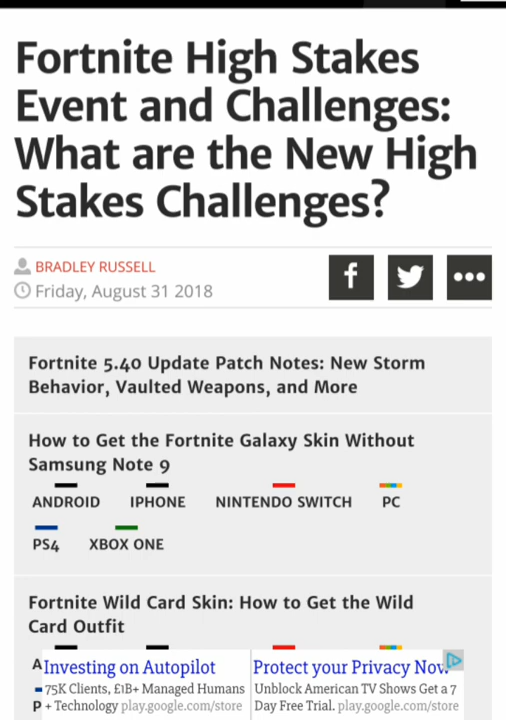 Fortnite High Stakes
Event and Challenges:
What are the New High
Stakes Challenges?
BRADLEY RUSSELL
Friday, August 31 2018
Fortnite 5.40 Update Patch Notes: New Storm
Behavior, Vaulted Weapons, and More
How to Get the Fortnite Galaxy Skin Without
Samsung Note 9
ANDROID IPHONE NINTENDO SWITCH PC
PS4 XBOX ONE
Fortnite Wild Card Skin: How to Get the Wild
Card Outfit
Investing on Autopilot
75K Clients, £1B+ Managed Humans
+ Technology play.google.com/store
Protect your Privacy Now
Unblock American TV Shows Get a 7
Day Free Trial. play.google.com/store